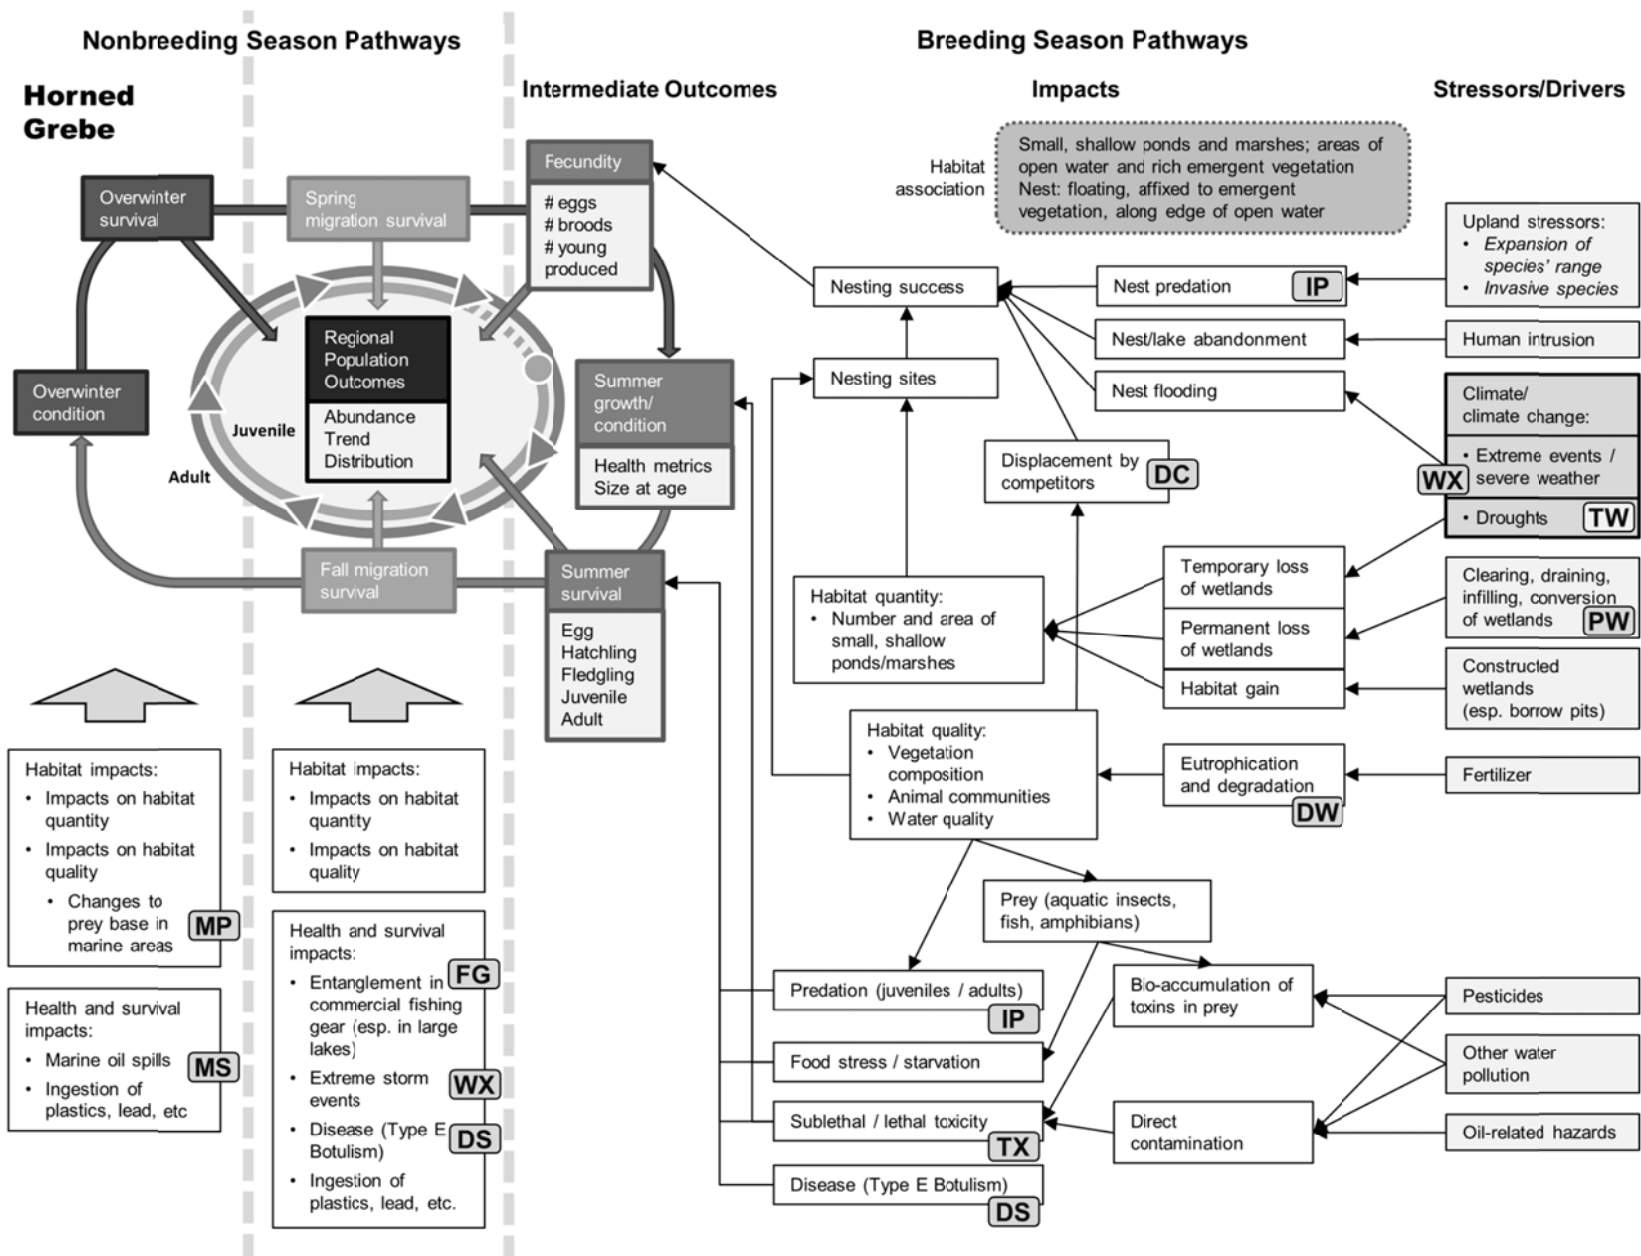 Nonbreeding Season Pathways
Breeding Season Pathways
Horned
Grebe
Intermediate Outcomes
Impacts
Stressors/Drivers
Overwinter
survival
Spring
migration survival
Fecundity
# eggs
# broods
# young
produced
Regional
Population
Outcomes
Abundance
Trend
Distribution
Juvenile
Adult
Overwinter
condition
Summer
growth/
condition
Health metrics
Size at age
Fall migration
survival
Summer
survival
Egg
Hatchling
Fledgling
Juvenile
Adult
Habitat impacts:
• Impacts on habitat
quantity
• Impacts on habitat
quality
• Changes to
prey base in
marine areas
MP
Health and survival
impacts:
• Marine oil spills
• Ingestion of
plastics, lead, etc
MS
Habitat impacts:
• Impacts on habitat
quantity
• Impacts on habitat
quality
Health and survival
impacts:
• Entanglement in
commercial fishing
gear (esp. in large
lakes)
FG
• Extreme storm
events
WX
• Disease (Type E
Botulism)
DS
• Ingestion of
plastics, lead, etc.
Habitat
association
Small, shallow ponds and marshes; areas of
open water and rich emergent vegetation
Nest: floating, affixed to emergent
vegetation, along edge of open water
Nesting success
Nest predation
IP
Upland stressors:
• Expansion of
species' range
• Invasive species
Nest/lake abandonment
Human intrusion
Nesting sites
Nest flooding
Climate/
climate change:
• Extreme events /
severe weather
WX
• Droughts
TW
Displacement by
competitors
DC
Habitat quantity:
• Number and area of
small, shallow
ponds/marshes
Temporary loss
of wetlands
Permanent loss
of wetlands
Habitat gain
Clearing, draining,
infilling, conversion
of wetlands
PW
Constructed
wetlands
(esp. borrow pits)
Habitat quality:
• Vegetation
composition
• Animal communities
• Water quality
Eutrophication
and degradation
DW
Fertilizer
Prey (aquatic insects,
fish, amphibians)
Predation (juveniles / adults)
IP
Bio-accumulation of
toxins in prey
Pesticides
Food stress / starvation
Other water
pollution
Sublethal / lethal toxicity
TX
Direct
contamination
Oil-related hazards
Disease (Type E Botulism)
DS